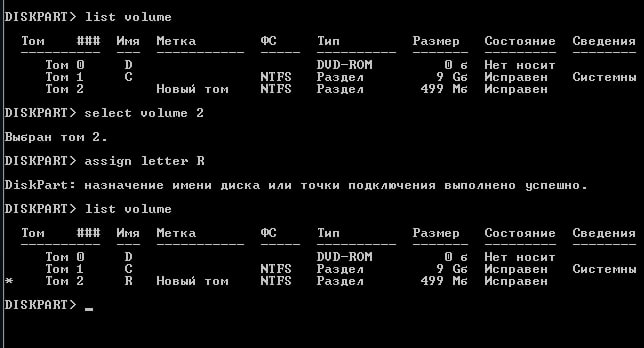 DISKPART> list volume
Том ### Имя Метка ФС Тип Размер Состояние Сведения
Том 0 D DVD-ROM 0 б Нет носит
Том 1 C NTFS Раздел 9 Gб Исправен Системны
Том 2 Новый том NTFS Раздел 499 Мб Исправен
DISKPART> select volume 2
Выбран том 2.
DISKPART> assign letter R
DiskPart: назначение имени диска или точки подключения выполнено успешно.
DISKPART> list volume
Том ### Имя Метка ФС Тип Размер Состояние Сведения
Том 0 D DVD-ROM 0 б Нет носит
Том 1 C NTFS Раздел 9 Gб Исправен Системны
* Том 2 R Новый том NTFS Раздел 499 Мб Исправен
DISKPART> _